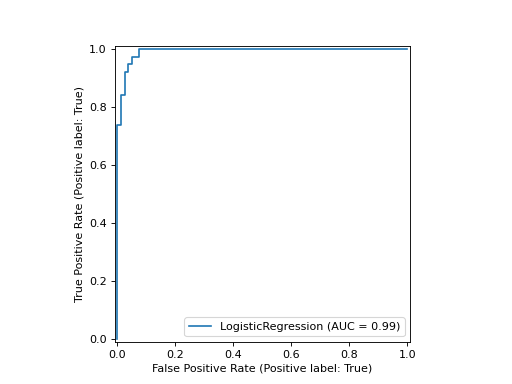 1.0
0.8
0.6
0.4
0.2
0.0
True Positive Rate (Positive label: True)
LogisticRegression (AUC = 0.99)
0.0 0.2 0.4 0.6 0.8 1.0
False Positive Rate (Positive label: True)